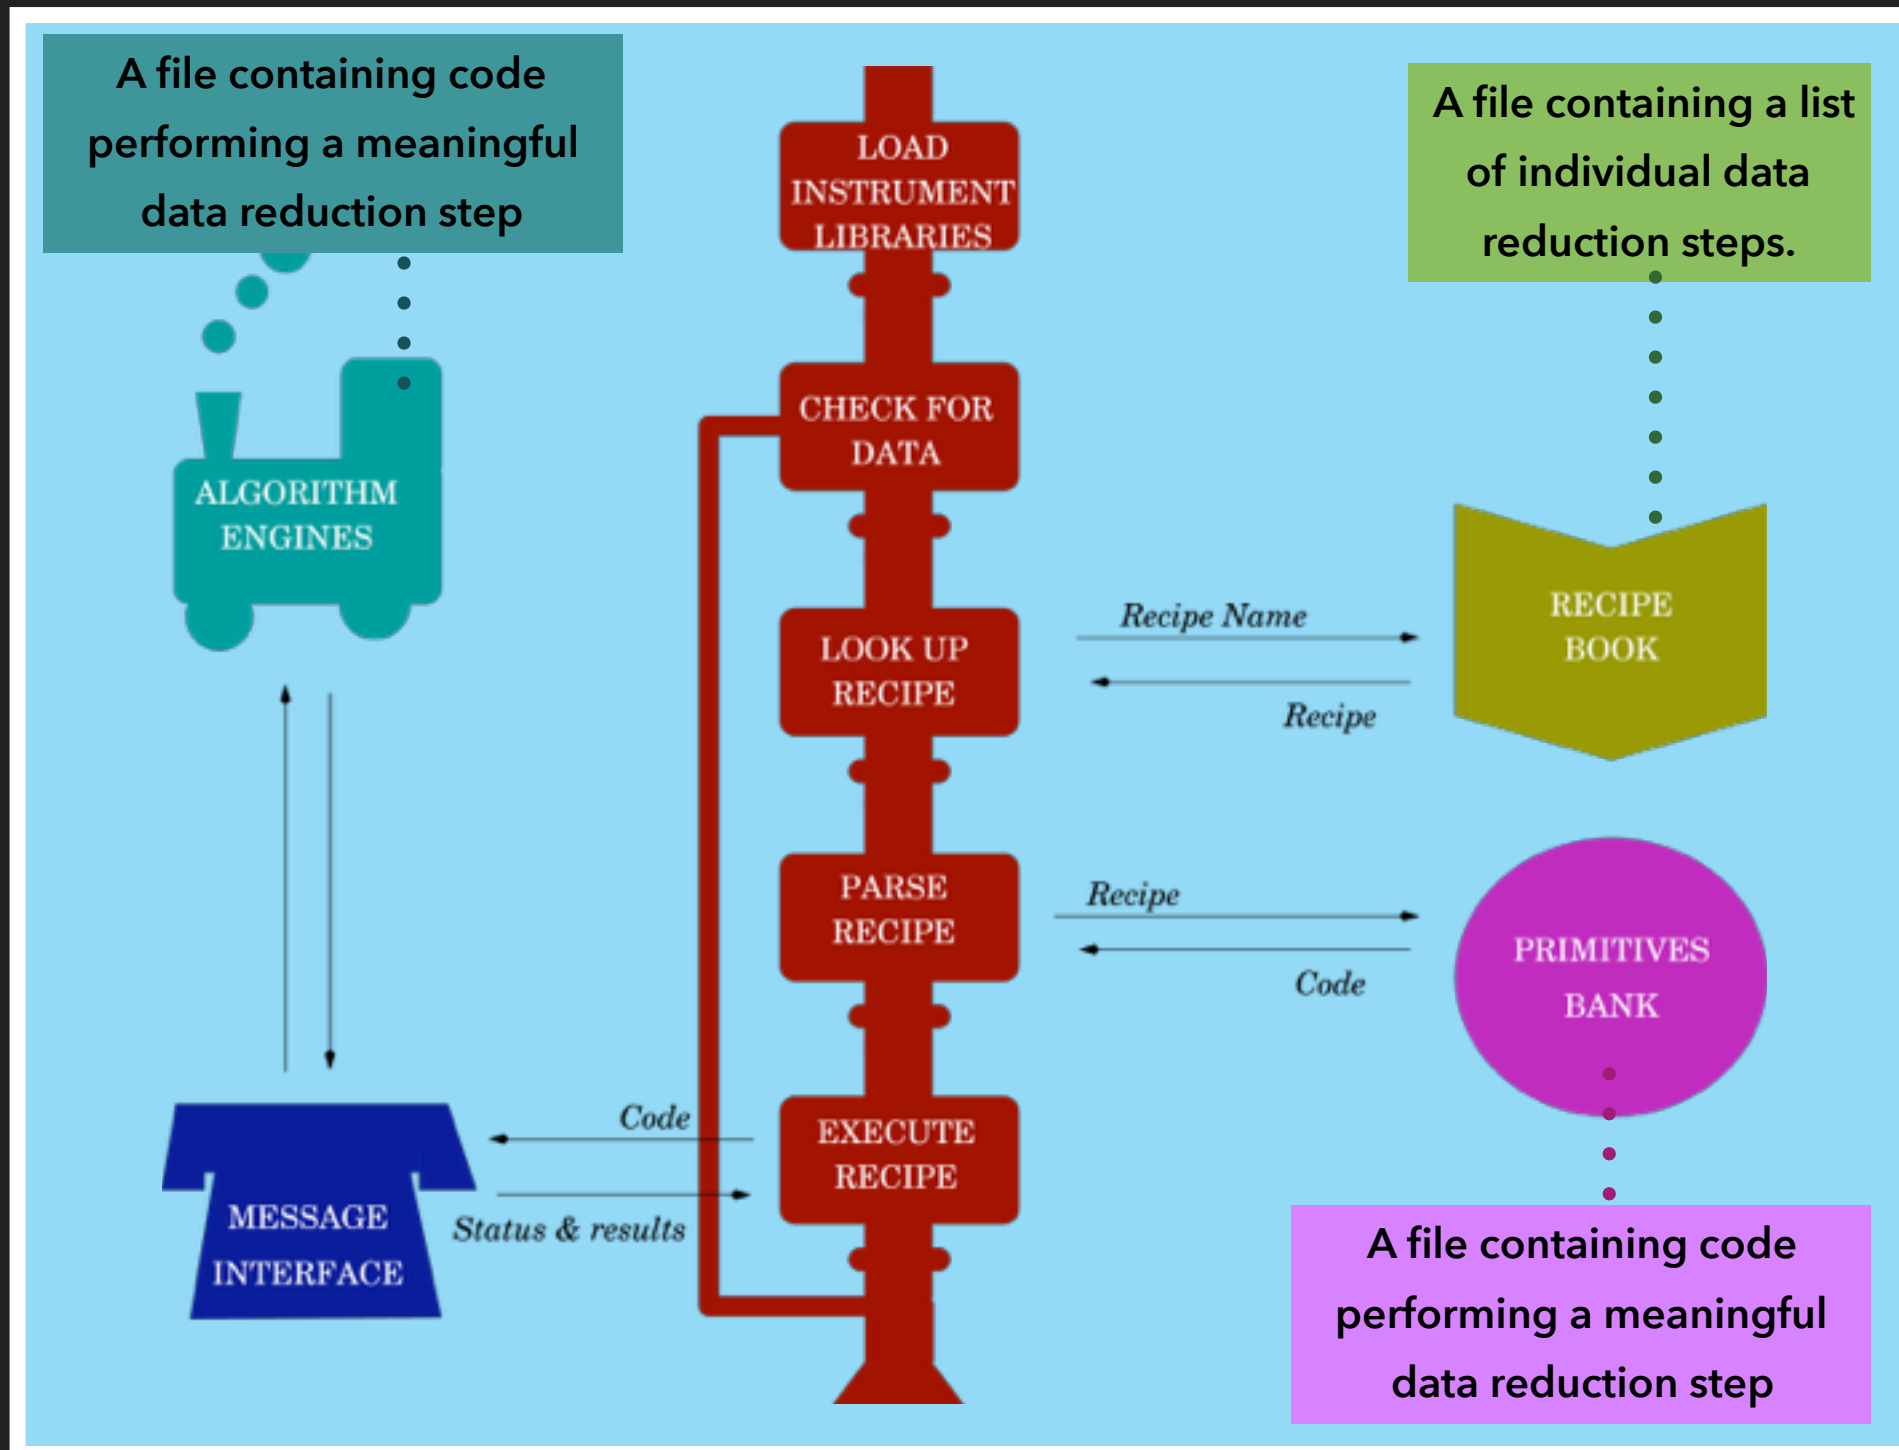 A file containing code
performing a meaningful
data reduction step
LOAD
INSTRUMENT
LIBRARIES
A file containing a list
of individual data
reduction steps.
CHECK FOR
DATA
ALGORITHM
ENGINES
LOOK UP
RECIPE
Recipe Name
Recipe
RECIPE
BOOK
PARSE
RECIPE
Recipe
Code
PRIMITIVES
BANK
EXECUTE
RECIPE
Code
Status & results
MESSAGE
INTERFACE
A file containing code
performing a meaningful
data reduction step